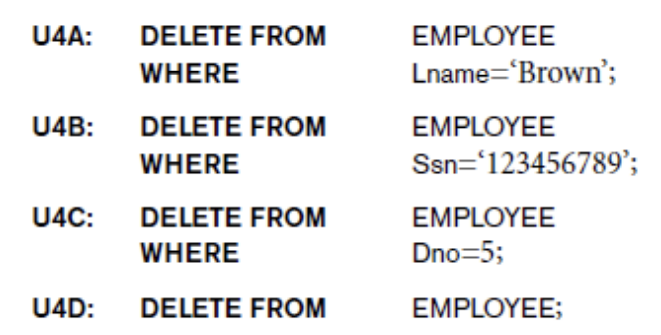 U4A: DELETE FROM EMPLOYEE
WHERE Lname=‘Brown’;
U4B: DELETE FROM EMPLOYEE
WHERE Ssn=‘123456789’;
U4C: DELETE FROM EMPLOYEE
WHERE Dno=5;
U4D: DELETE FROM EMPLOYEE;